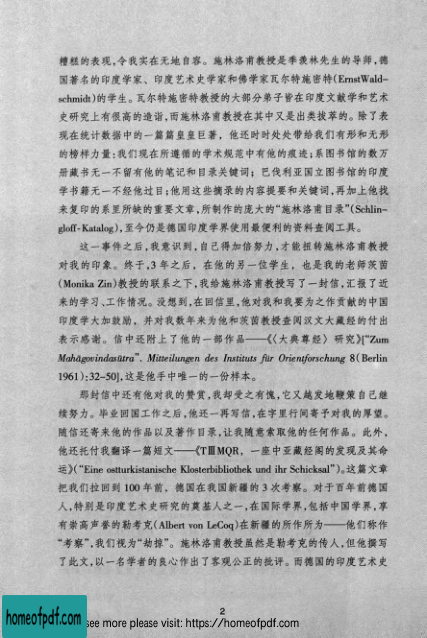 糟糕的表现,令我实在无地自容。施林洛甫教授是季羡林先生的导师,德
国著名的印度学家、印度艺术史学家和佛学家瓦尔特施密特(ErnstWald-
schmidt)的学生。瓦尔特施密特教授的大部分弟子皆在印度文献学和艺术
史研究上有很高的造诣,而施林洛甫教授在其中又是出类拔萃的。除了表
现在统计数据中的一篇篇皇皇巨著，他还时时处处带给我们有形和无形
的榜样力量:我们现在所遵循的学术规范中有他的痕迹;系图书馆的数万
册藏书无一不留有他的笔记和目录关键词；巴伐利亚国立图书馆的印度
学书籍无一不经他过目;他用这些摘录的内容提要和关键词,再加上他找
来复印的系里所缺的重要文章,所制作的庞大的“施林洛甫目录”(Schlin-
gloff-Katalog),至今仍是德国印度学界使用最便利的资料查阅工具。
这一事件之后,我意识到,自己得加倍努力,才能扭转施林洛甫教授
对我的印象。终于,3 年之后，在他的另一位学生，也是我的老师茨茵
(Monika Zin)教授的联系之下,我给施林洛甫教授写了一封信,汇报了近
来的学习、工作情况。没想到,在回信里,他对我和我要为之作贡献的中国
印度学大加鼓励，并对我数年来为他和茨茵教授查阅汉文大藏经的付出
表示感谢。信中还附上了他的一部作品——《〈大典尊经〉研究》[“Zum
Mahāgovindasūtra”. Mitteilungen des Instituts für Orientforschung 8(Berlin
1961):32-50],这是他手中唯一的一份样本。
那封信中还有他对我的赞赏,我却受之有愧,它又越发地鞭策自己继
续努力。毕业回国工作之后,他还一再写信,在字里行间寄予对我的厚望。
随信还寄来他的作品以及著作目录,让我随意索取他的任何作品。此外,
他还托付我翻译一篇短文——《TⅢMQR，一座中亚藏经阁的发现及其命
运》(“Eine ostturkistanische Klosterbibliothek und ihr Schicksal”)。这篇文章
把我们拉回到 100 年前，德国在我国新疆的 3 次考察。对于百年前德国
人,特别是印度艺术史研究的奠基人之一,在国际学界,包括中国学界,享
有崇高声誉的勒考克(Albert von LeCoq)在新疆的所作所为——他们称作
“考察”,我们视为“劫掠”。施林洛甫教授虽然是勒考克的传人,但他撰写
了此文,以一名学者的良心作出了客观公正的批评。而德国的印度艺术史
2
homeofpdf.com
see more please visit: https://homeofpdf.com